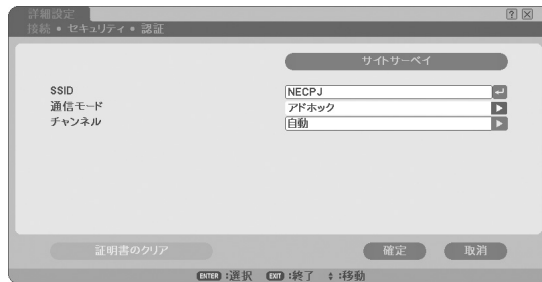 詳細設定
接続 • セキュリティ • 認証
サイトサーベイ
SSID NECPJ
通信モード アドホック
チャンネル 自動
証明書のクリア 確定 取消
ENTER :選択 EXIT :終了 :移動